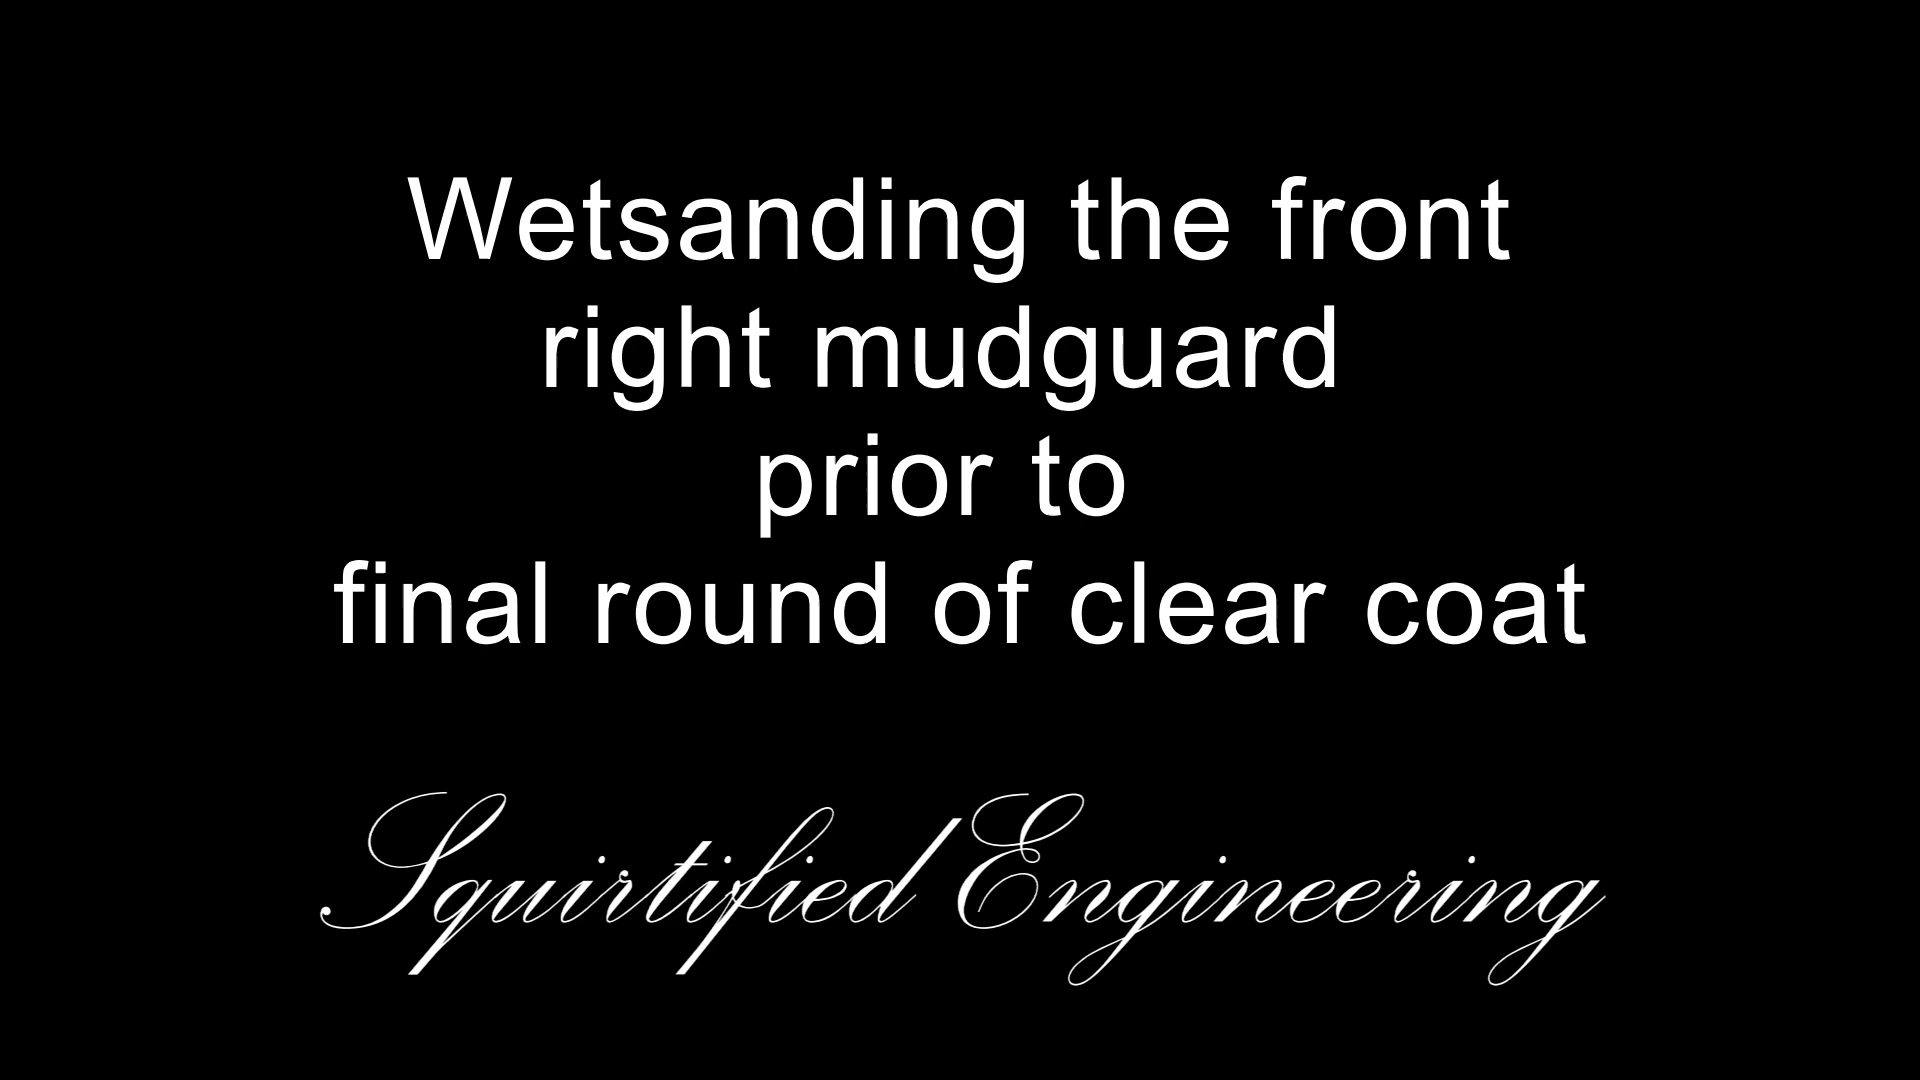 Wetsanding the front
right mudguard
prior to
final round of clear coat
Squirtified Engineering